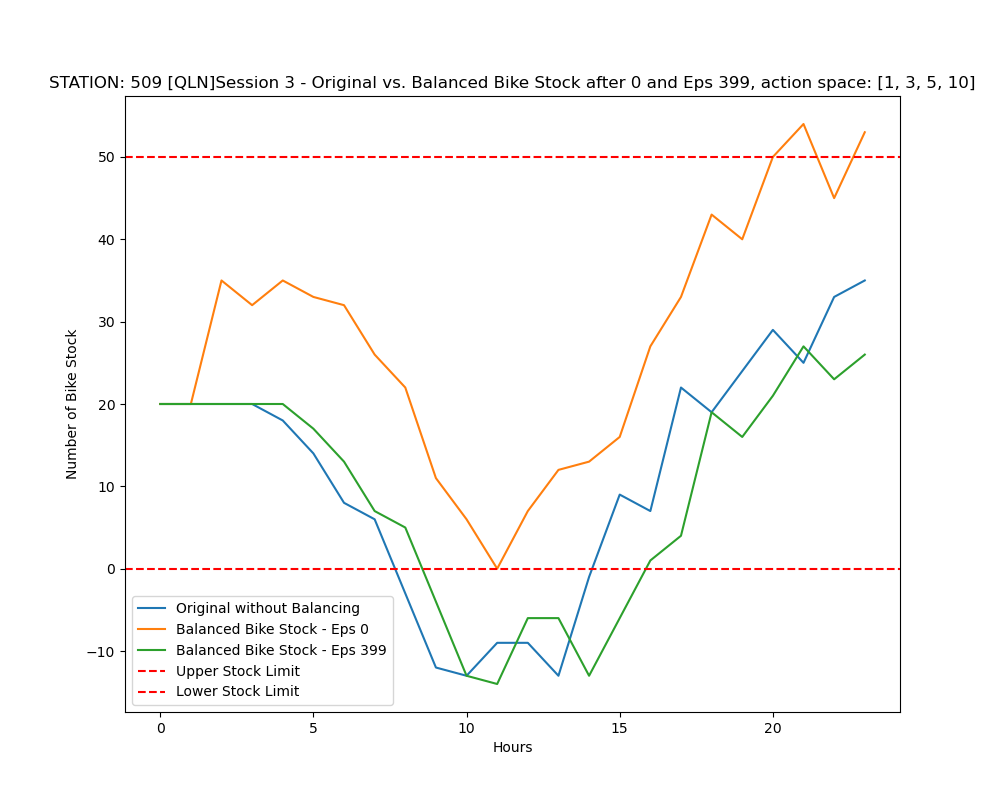 STATION: 509 [QLN]Session 3 - Original vs. Balanced Bike Stock after 0 and Eps 399, action space: [1, 3, 5, 10]
Number of Bike Stock
50
40
30
20
10
0
−10
Original without Balancing
Balanced Bike Stock - Eps 0
Balanced Bike Stock - Eps 399
Upper Stock Limit
Lower Stock Limit
0 5 10 15 20
Hours